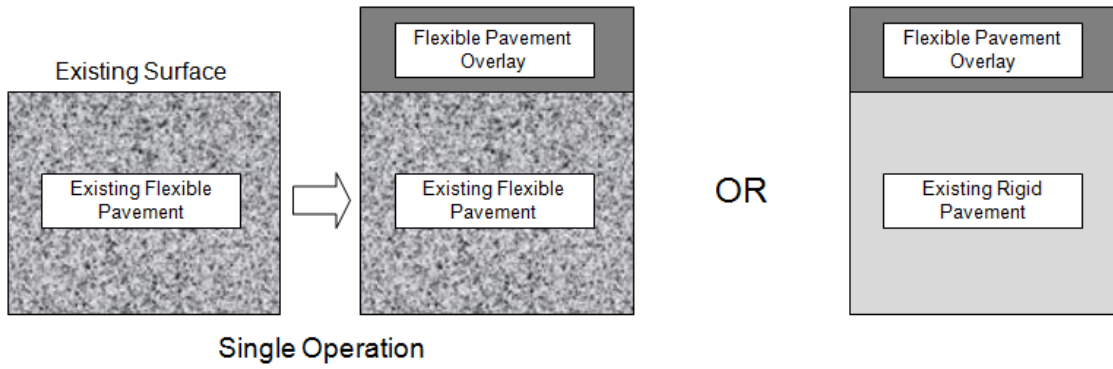 Existing Surface
Existing Flexible
Pavement
Flexible Pavement
Overlay
Existing Flexible
Pavement
Single Operation
OR
Flexible Pavement
Overlay
Existing Rigid
Pavement